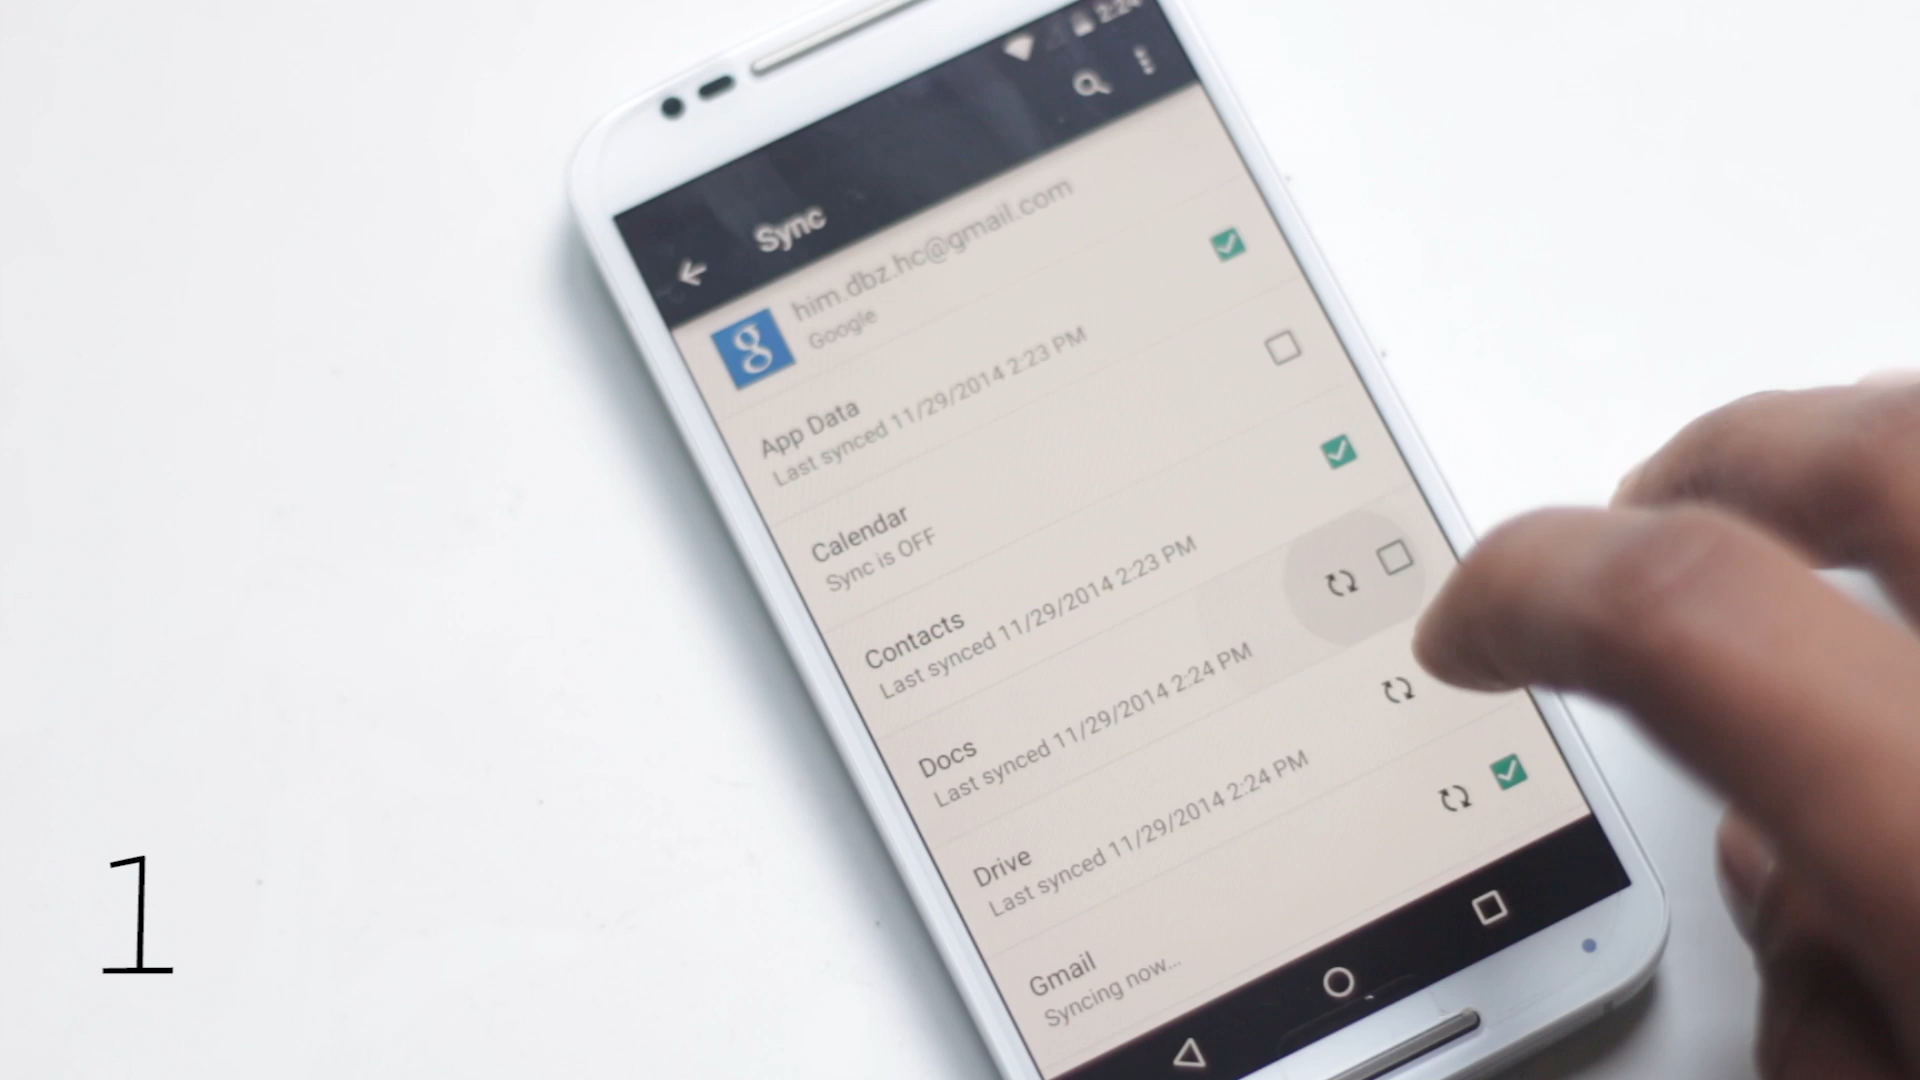 2:24
Sync
him.dbz.hc@gmail.com
Google
g
App Data
Last synced 11/29/2014 2:23 PM
Calendar
Sync is OFF
Contacts
Last synced 11/29/2014 2:23 PM
Docs
Last synced 11/29/2014 2:24 PM
Drive
Last synced 11/29/2014 2:24 PM
Gmail
Syncing now...
1